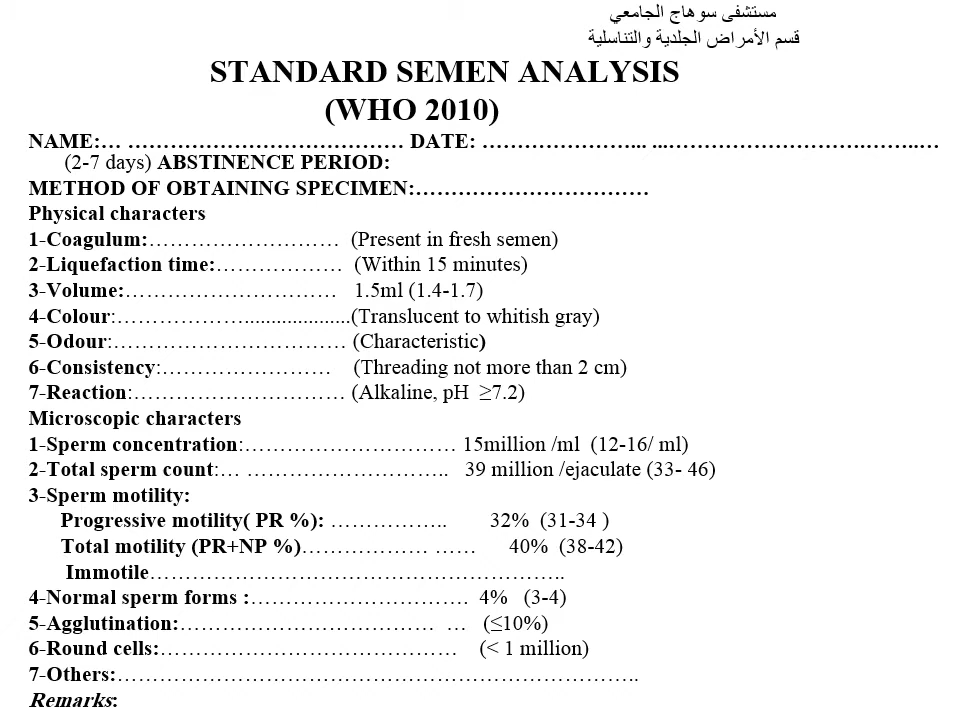 مستشفى سوهاج الجامعي
قسم الأمراض الجلدية والتناسلية
STANDARD SEMEN ANALYSIS
(WHO 2010)
NAME:… ………………………………… DATE: …………………... ...……………………….……..…
(2-7 days) ABSTINENCE PERIOD:
METHOD OF OBTAINING SPECIMEN:……………………………
Physical characters
1-Coagulum:……………………… (Present in fresh semen)
2-Liquefaction time:……………… (Within 15 minutes)
3-Volume:………………………… 1.5ml (1.4-1.7)
4-Colour:………………....................(Translucent to whitish gray)
5-Odour:…………………………… (Characteristic)
6-Consistency:…………………… (Threading not more than 2 cm)
7-Reaction:………………………… (Alkaline, pH ≥7.2)
Microscopic characters
1-Sperm concentration:………………………… 15million /ml (12-16/ ml)
2-Total sperm count:… ……………………….. 39 million /ejaculate (33- 46)
3-Sperm motility:
Progressive motility( PR %): …………….. 32% (31-34 )
Total motility (PR+NP %)……………… …… 40% (38-42)
Immotile…………………………………………………..
4-Normal sperm forms :…………………………. 4% (3-4)
5-Agglutination:……………………………… … (≤10%)
6-Round cells:…………………………………… (< 1 million)
7-Others:………………………………………………………………..
Remarks: